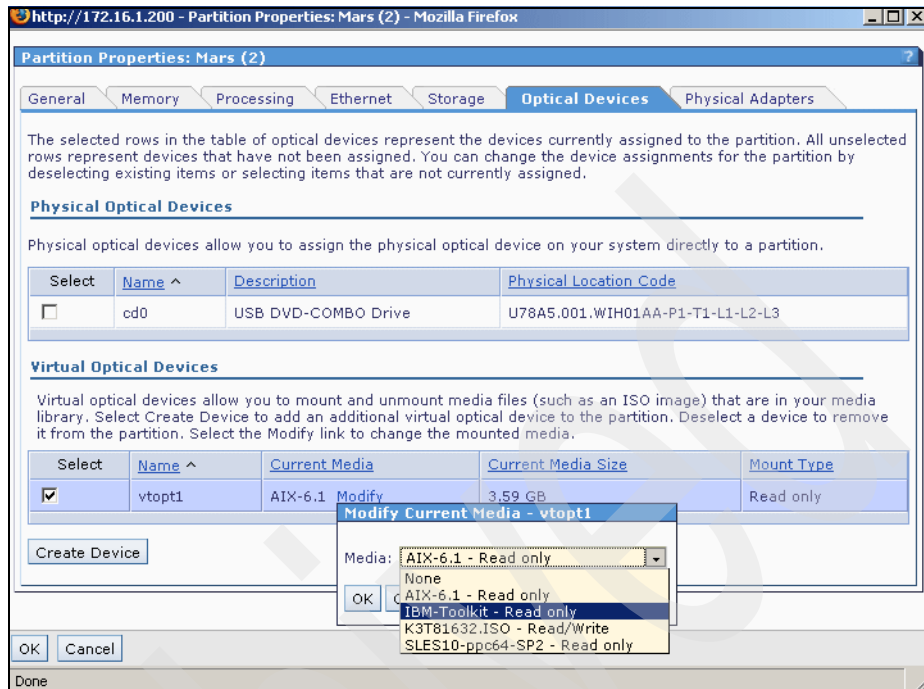 http://172.16.1.200 - Partition Properties: Mars (2) - Mozilla Firefox
Partition Properties: Mars (2) ?
General Memory Processing Ethernet Storage Optical Devices Physical Adapters
The selected rows in the table of optical devices represent the devices currently assigned to the partition. All unselected
rows represent devices that have not been assigned. You can change the device assignments for the partition by
deselecting existing items or selecting items that are not currently assigned.
Physical Optical Devices
Physical optical devices allow you to assign the physical optical device on your system directly to a partition.
Select Name ^ Description Physical Location Code
cd0 USB DVD-COMBO Drive U78A5.001.WIH01AA-P1-T1-L1-L2-L3
Virtual Optical Devices
Virtual optical devices allow you to mount and unmount media files (such as an ISO image) that are in your media
library. Select Create Device to add an additional virtual optical device to the partition. Deselect a device to remove
it from the partition. Select the Modify link to change the mounted media.
Select Name ^ Current Media Current Media Size Mount Type
vtopt1 AIX-6.1 Modify 3.59 GB Read only
Modify Current Media - vtopt1
Create Device
Media: AIX-6.1 - Read only
None
AIX-6.1 - Read only
OK
IBM-Toolkit - Read only
K3T81632.ISO - Read/Write
SLES10-ppc64-SP2 - Read only
OK Cancel
Done